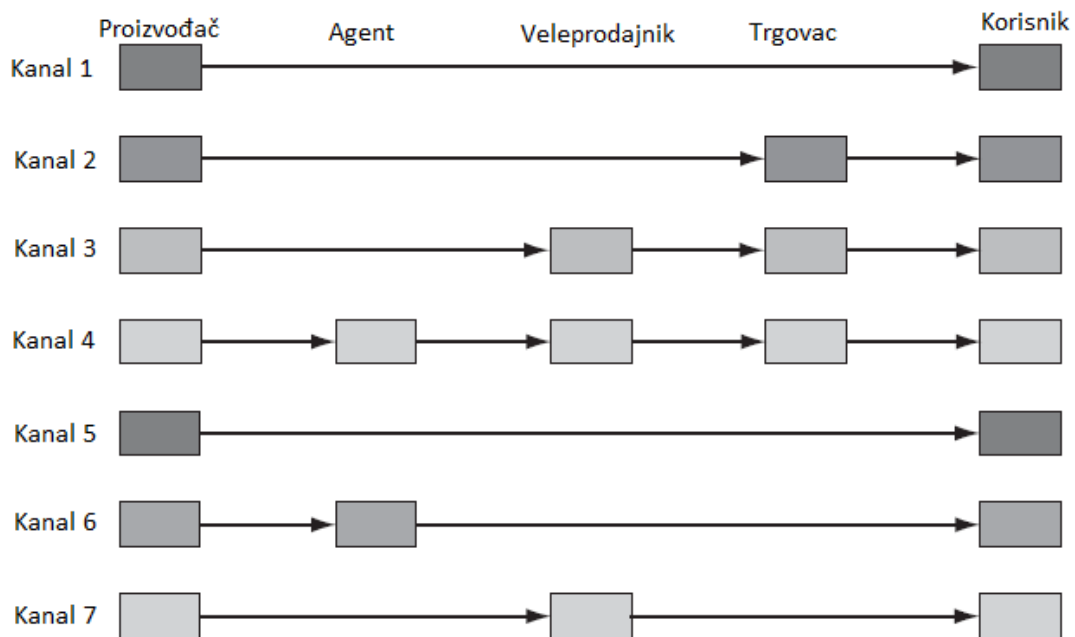 Proizvođač Agent Veleprodajnik Trgovac Korisnik
Kanal 1
Kanal 2
Kanal 3
Kanal 4
Kanal 5
Kanal 6
Kanal 7